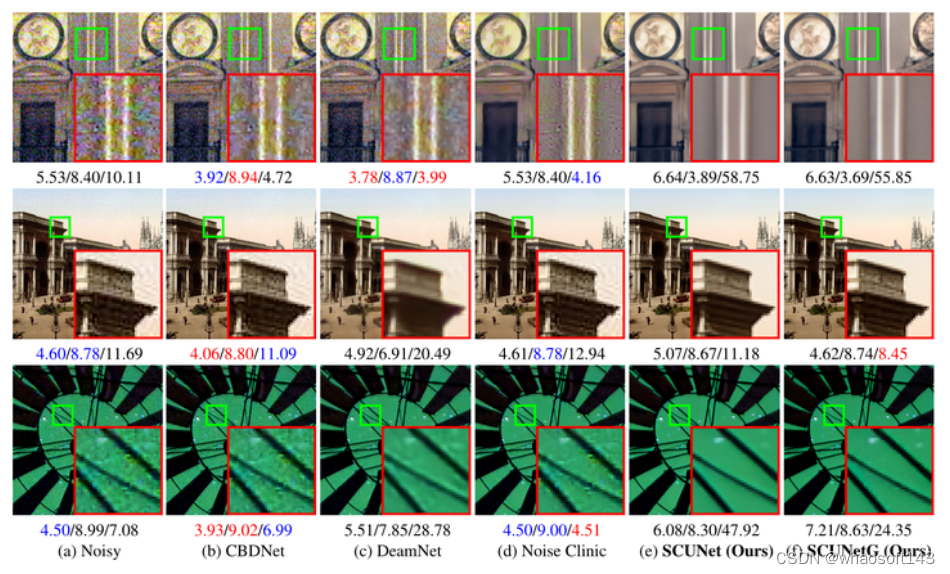 5.53/8.40/10.11 3.92/8.94/4.72 3.78/8.87/3.99 5.53/8.40/4.16 6.64/3.89/58.75 6.63/3.69/55.85
4.60/8.78/11.69 4.06/8.80/11.09 4.92/6.91/20.49 4.61/8.78/12.94 5.07/8.67/11.18 4.62/8.74/8.45
4.50/8.99/7.08 3.93/9.02/6.99 5.51/7.85/28.78 4.50/9.00/4.51 6.08/8.30/47.92 7.21/8.63/24.35
(a) Noisy (b) CBDNet (c) DeamNet (d) Noise Clinic (e) SCUNet (Ours) (f) SCUNetG (Ours)
CSDN @whaosoft143